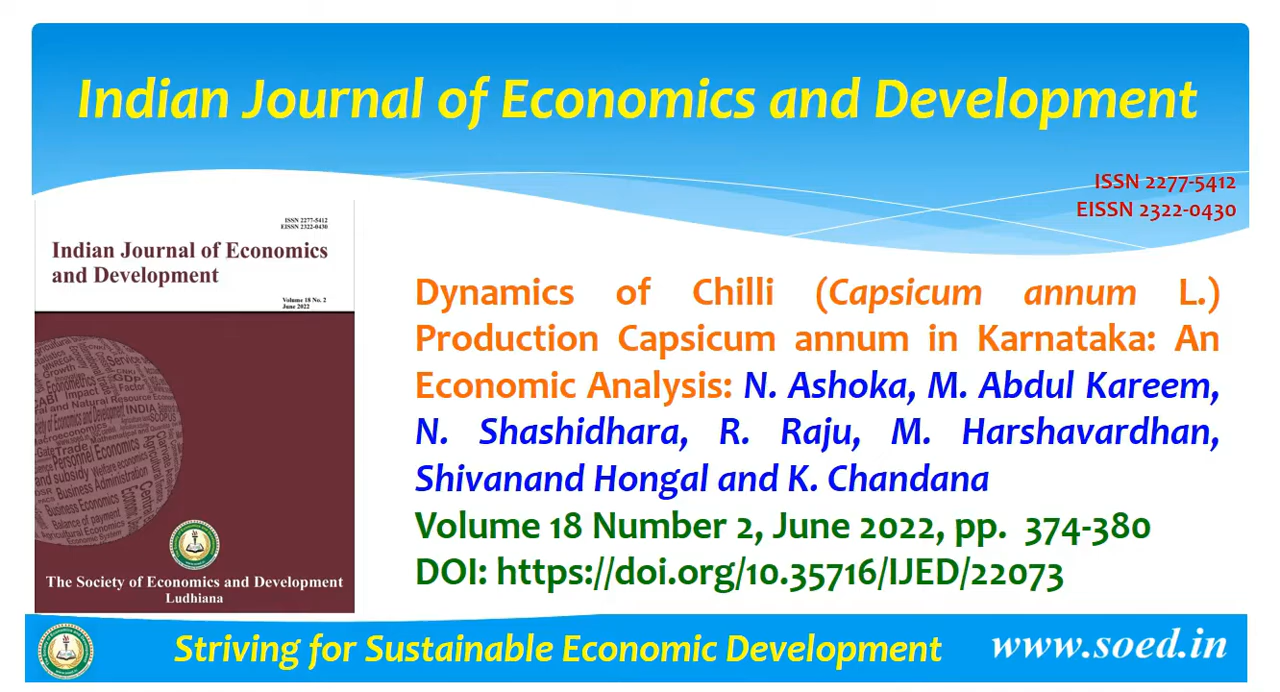 Indian Journal of Economics and Development
ISSN 2277-5412
EISSN 2322-0430
ISSN 2277-5412
EISSN 2322-0430
Indian Journal of Economics
and Development
Volume 18 No. 2
June 2022
The Society of Economics and Development
Ludhiana
Dynamics of Chilli (Capsicum annum L.)
Production Capsicum annum in Karnataka: An
Economic Analysis: N. Ashoka, M. Abdul Kareem,
N. Shashidhara, R. Raju, M. Harshavardhan,
Shivanand Hongal and K. Chandana
Volume 18 Number 2, June 2022, pp. 374-380
DOI: https://doi.org/10.35716/IJED/22073
Striving for Sustainable Economic Development
www.soed.in